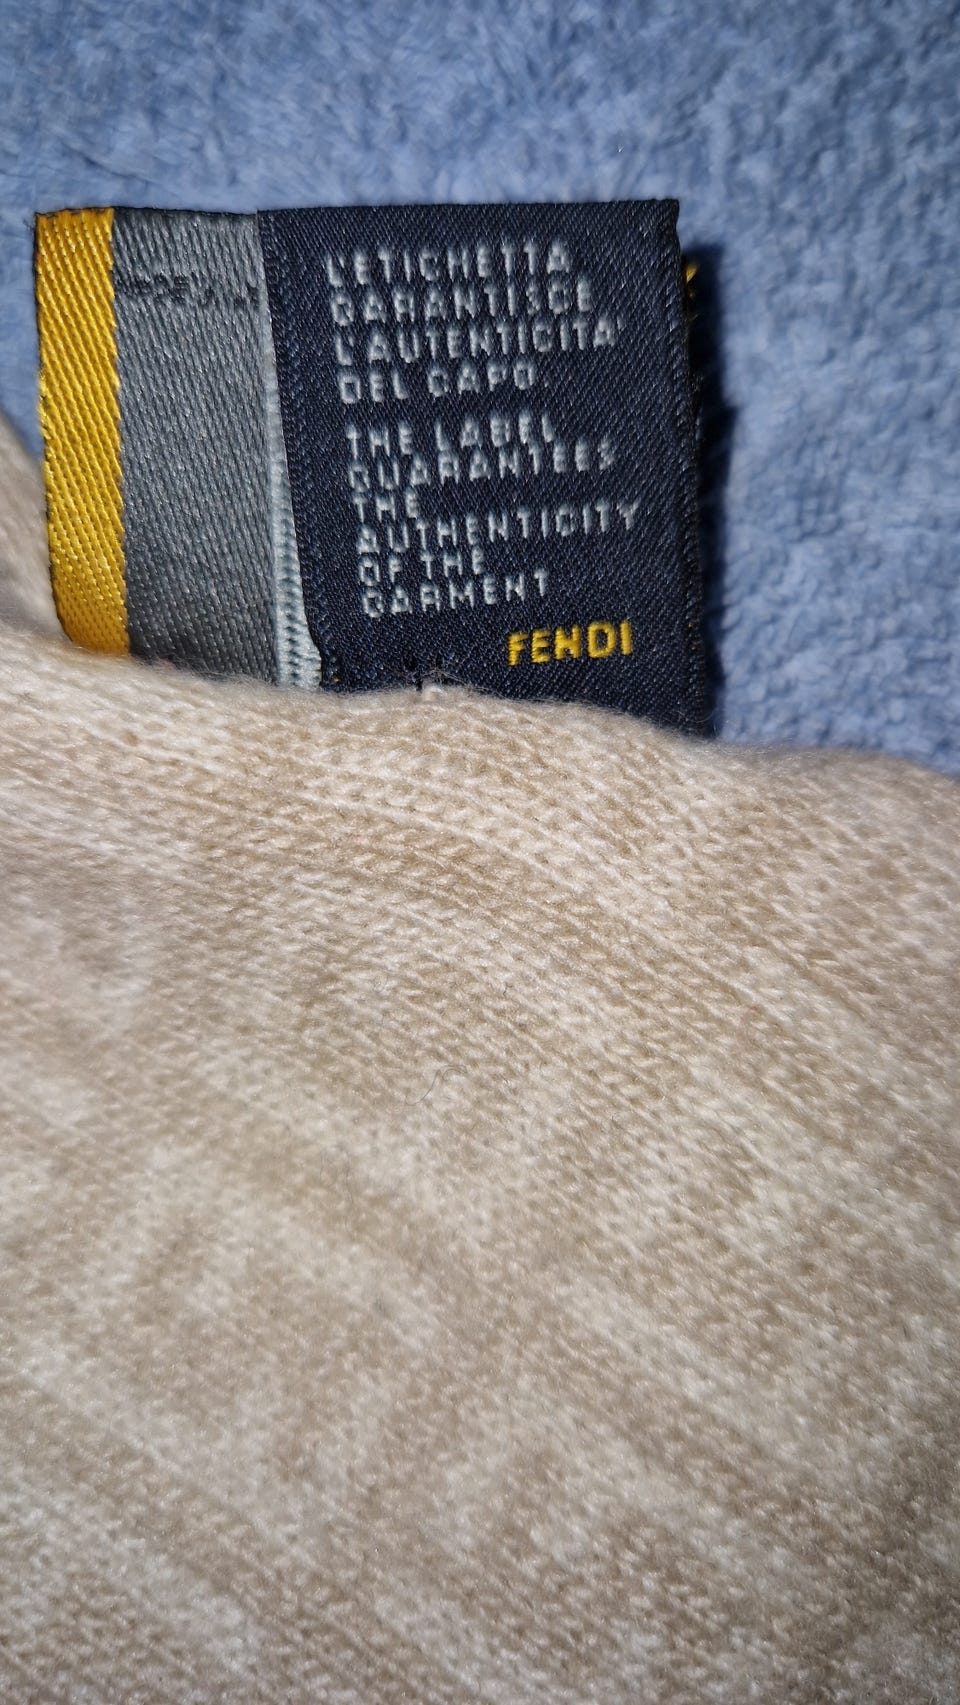 L'ETICHETTA
GARANTISCE
L'AUTENTICITA'
DEL CAPO.
THE LABEL
GUARANTEES
THE
AUTHENTICITY
OF THE
GARMENT
FENDI